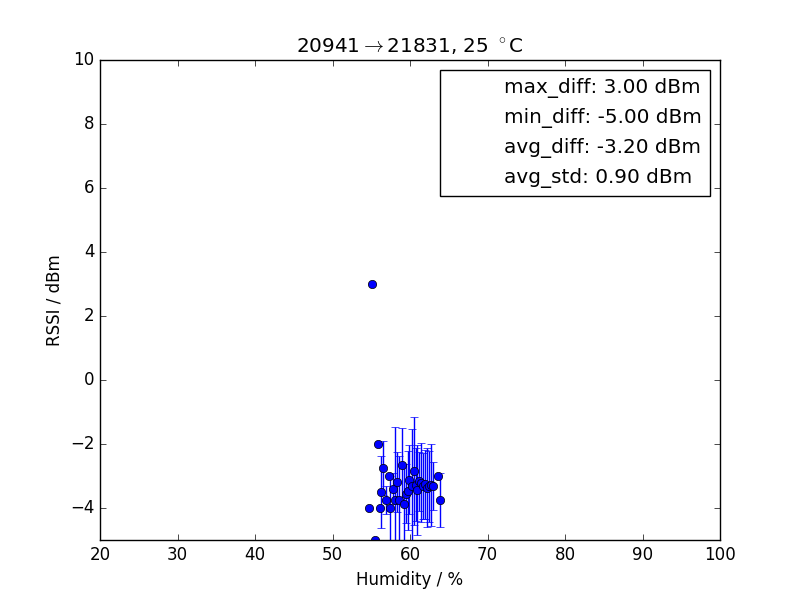 20941→21831, 25 °C
max_diff: 3.00 dBm
min_diff: -5.00 dBm
avg_diff: -3.20 dBm
avg_std: 0.90 dBm
10
8
6
4
2
0
−2
−4
RSSI / dBm
20 30 40 50 60 70 80 90 100
Humidity / %